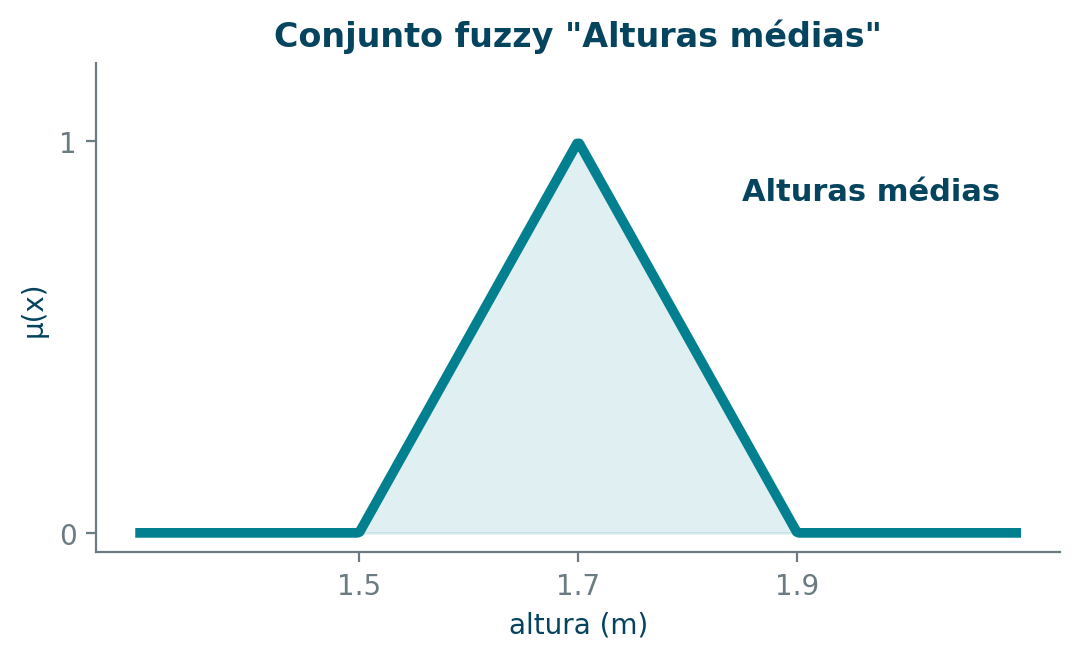 Conjunto fuzzy "Alturas médias"
1
Alturas médias
μ(x)
0
1.5 1.7 1.9
altura (m)